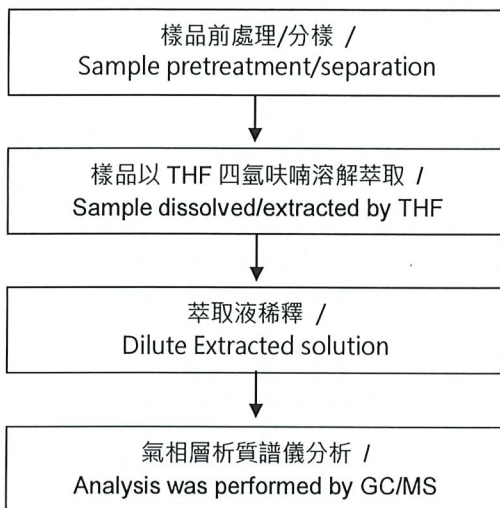 樣品前處理/分樣 /
Sample pretreatment/separation
樣品以 THF 四氫呋喃溶解萃取 /
Sample dissolved/extracted by THF
萃取液稀釋 /
Dilute Extracted solution
氣相層析質譜儀分析 /
Analysis was performed by GC/MS